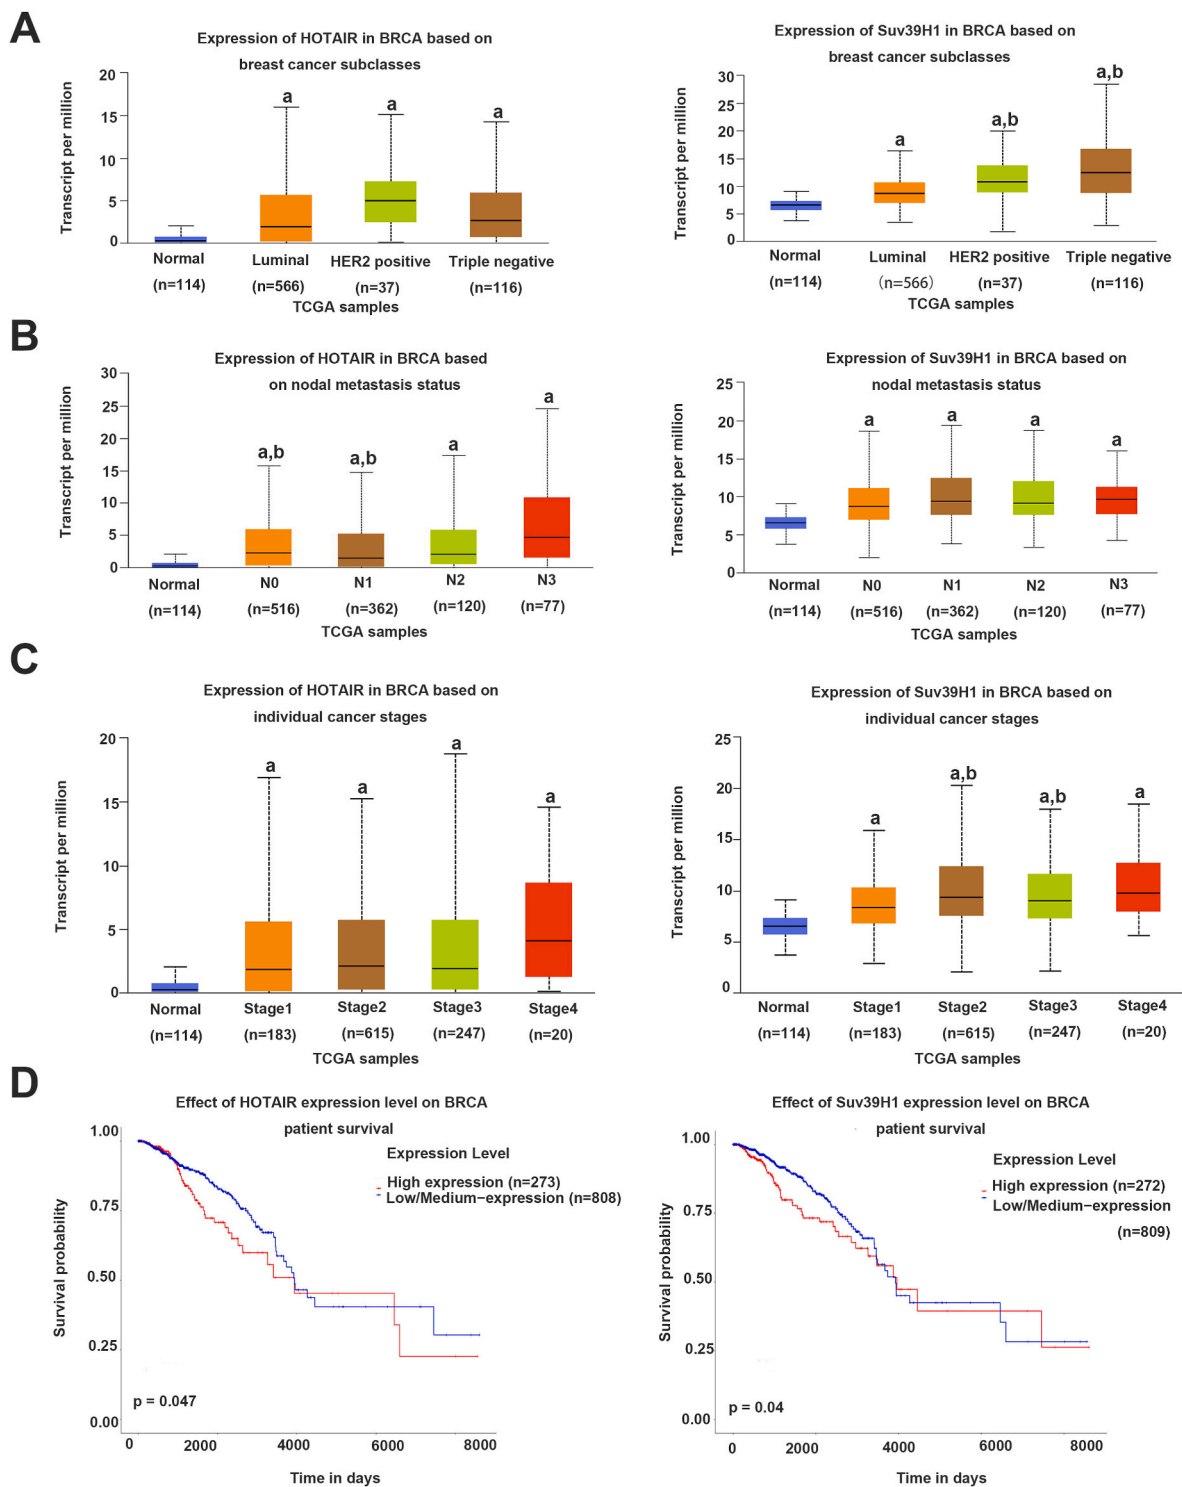 A
Expression of HOTAIR in BRCA based on
breast cancer subclasses
Transcript per million
20
15
10
5
0
a
a
a
Normal
Luminal
HER2 positive
Triple negative
(n=114)
(n=566)
(n=37)
(n=116)
TCGA samples
Expression of Suv39H1 in BRCA based on
breast cancer subclasses
Transcript per million
30
25
20
15
10
5
0
a
a,b
a,b
Normal
Luminal
HER2 positive
Triple negative
(n=114)
(n=566)
(n=37)
(n=116)
TCGA samples
B
Expression of HOTAIR in BRCA based
on nodal metastasis status
Transcript per million
30
25
20
15
10
5
0
a,b
a,b
a
a
Normal
N0
N1
N2
N3
(n=114)
(n=516)
(n=362)
(n=120)
(n=77)
TCGA samples
Expression of Suv39H1 in BRCA based on
nodal metastasis status
Transcript per million
25
20
15
10
5
0
a
a
a
a
Normal
N0
N1
N2
N3
(n=114)
(n=516)
(n=362)
(n=120)
(n=77)
TCGA samples
C
Expression of HOTAIR in BRCA based on
individual cancer stages
Transcript per million
20
15
10
5
0
a
a
a
a
Normal
Stage1
Stage2
Stage3
Stage4
(n=114)
(n=183)
(n=615)
(n=247)
(n=20)
TCGA samples
Expression of Suv39H1 in BRCA based on
individual cancer stages
Transcript per million
25
20
15
10
5
0
a
a,b
a,b
a
Normal
Stage1
Stage2
Stage3
Stage4
(n=114)
(n=183)
(n=615)
(n=247)
(n=20)
TCGA samples
D
Effect of HOTAIR expression level on BRCA
patient survival
Expression Level
High expression (n=273)
Low/Medium−expression (n=808)
Survival probability
1.00
0.75
0.50
0.25
0.00
p = 0.047
0
2000
4000
6000
8000
Time in days
Effect of Suv39H1 expression level on BRCA
patient survival
Expression Level
High expression (n=272)
Low/Medium−expression
(n=809)
Survival probability
1.00
0.75
0.50
0.25
0.00
p = 0.04
0
2000
4000
6000
8000
Time in days